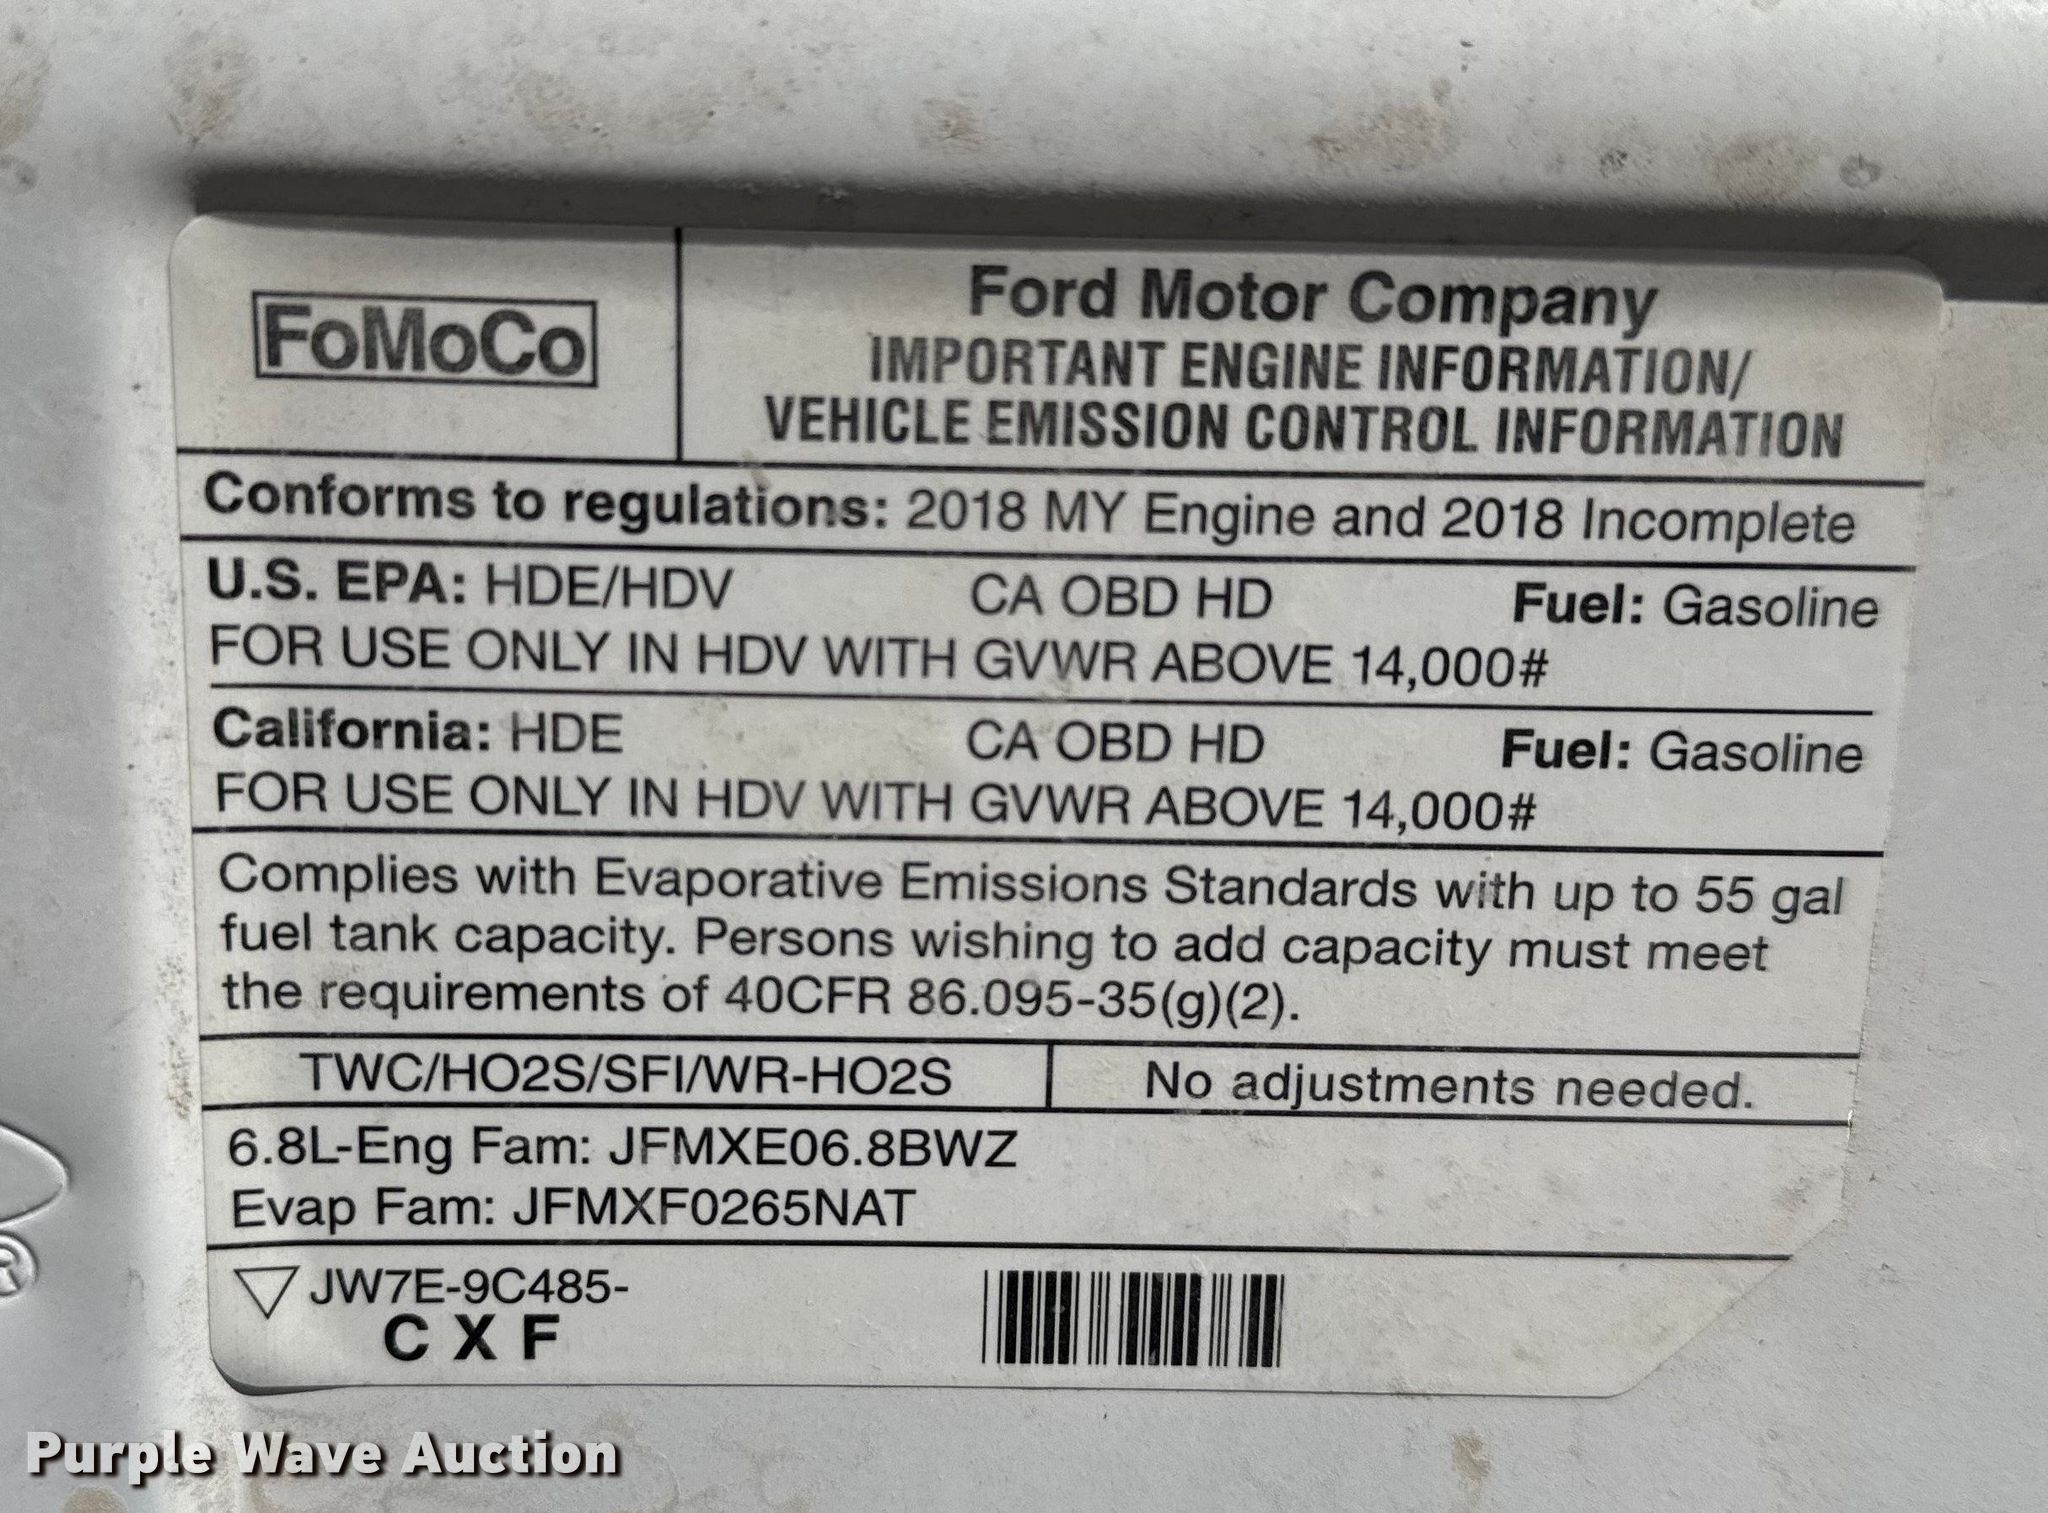 FoMoCo
Ford Motor Company
IMPORTANT ENGINE INFORMATION/
VEHICLE EMISSION CONTROL INFORMATION
Conforms to regulations: 2018 MY Engine and 2018 Incomplete
U.S. EPA: HDE/HDV CA OBD HD Fuel: Gasoline
FOR USE ONLY IN HDV WITH GVWR ABOVE 14,000#
California: HDE CA OBD HD Fuel: Gasoline
FOR USE ONLY IN HDV WITH GVWR ABOVE 14,000#
Complies with Evaporative Emissions Standards with up to 55 gal
fuel tank capacity. Persons wishing to add capacity must meet
the requirements of 40CFR 86.095-35(g)(2).
TWC/HO2S/SFI/WR-HO2S No adjustments needed.
6.8L-Eng Fam: JFMXE06.8BWZ
Evap Fam: JFMXF0265NAT
JW7E-9C485-
C X F
®
Purple Wave Auction